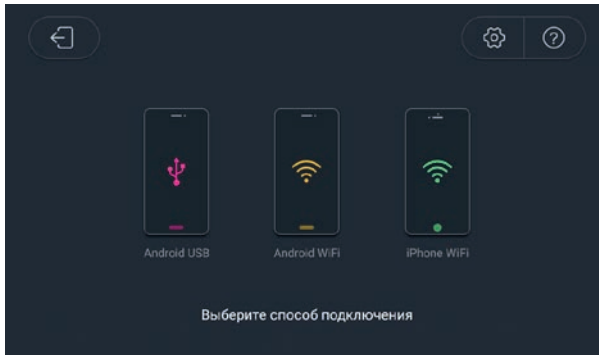 Android USB
Android WiFi
iPhone WiFi
Выберите способ подключения